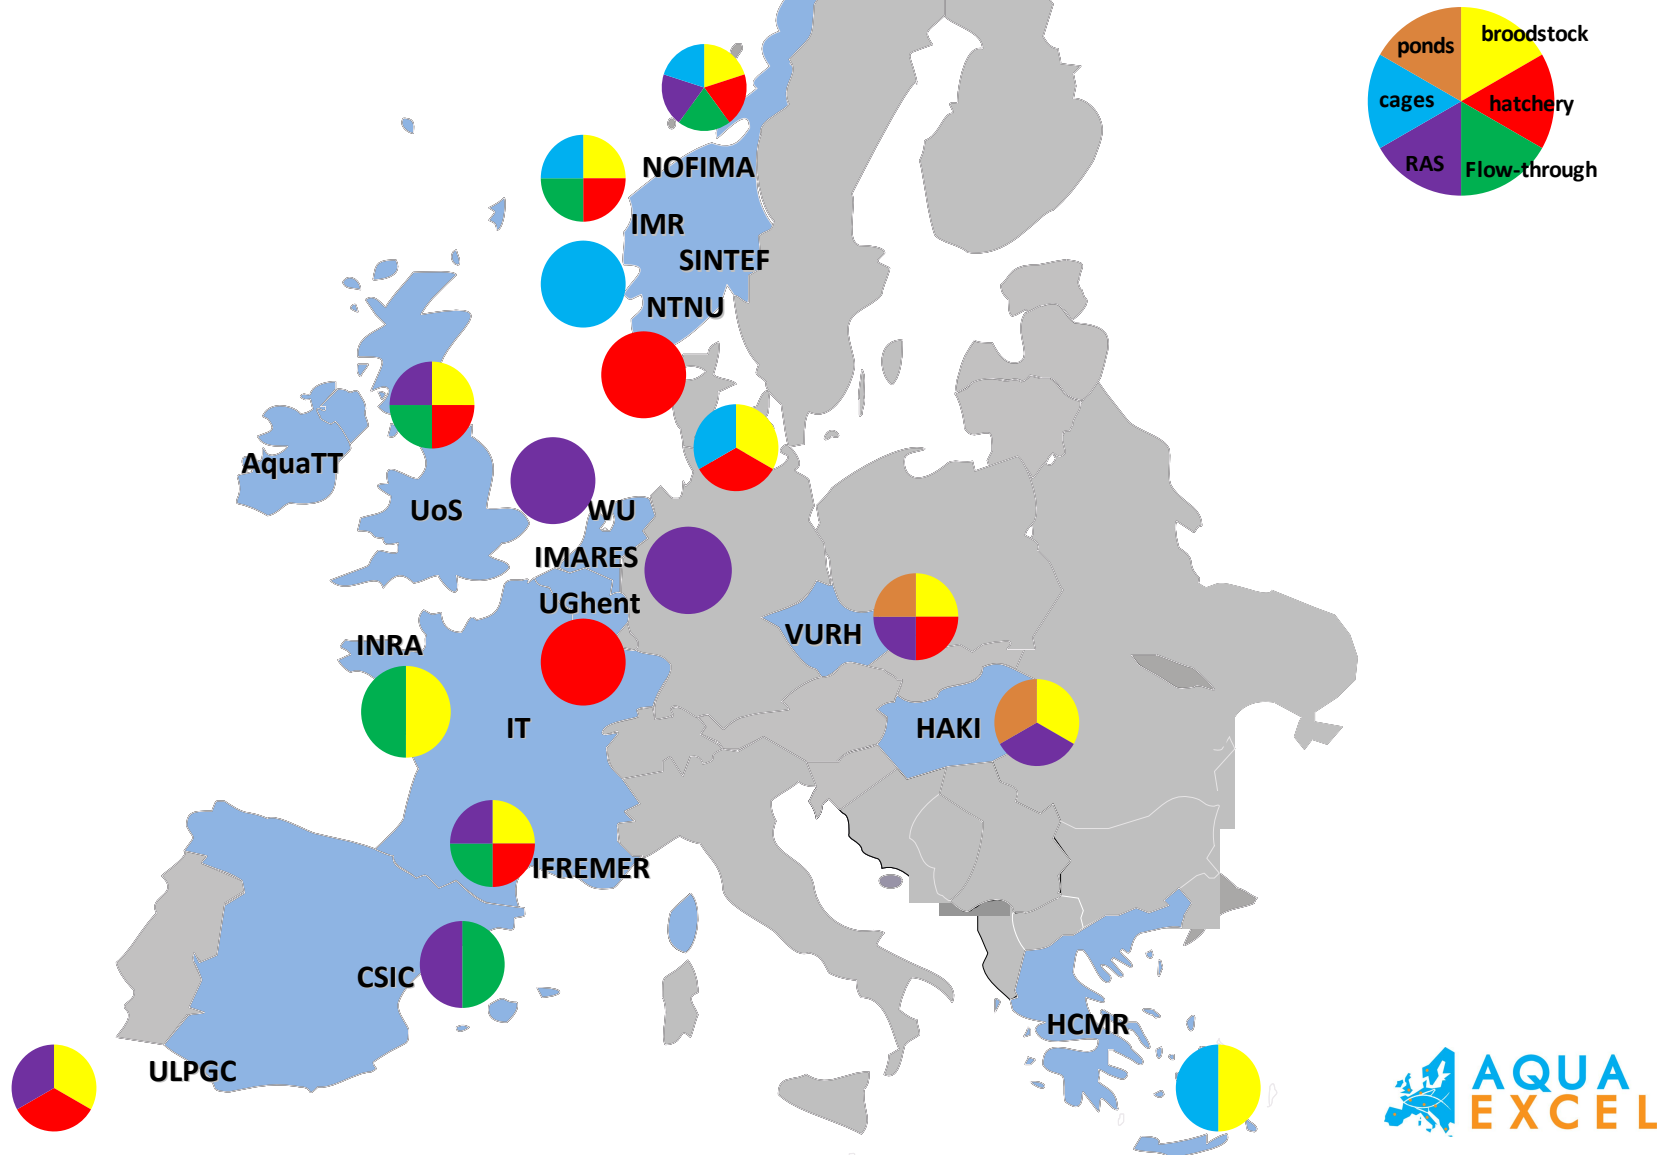 ponds
broodstock
cages
hatchery
RAS
Flow-through
NOFIMA
IMR
SINTEF
NTNU
AquaTT
UoS
WU
IMARES
UGhent
INRA
VURH
IT
HAKI
IFREMER
CSIC
HCMR
ULPGC
AQUA
EXCEL